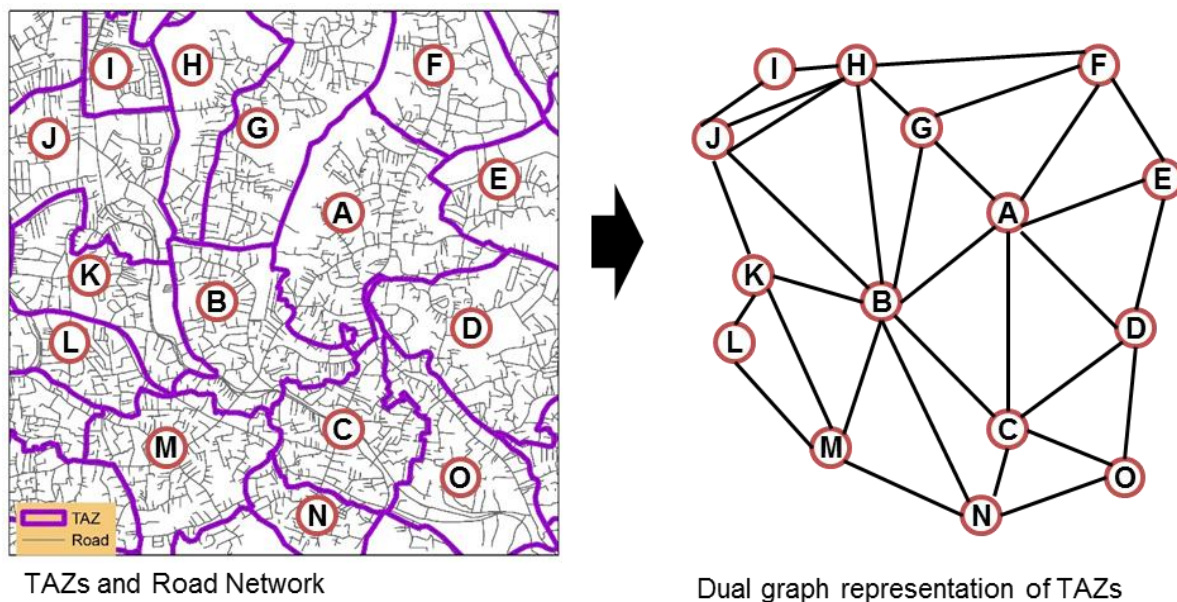 I
H
F
J
G
E
A
K
B
L
D
C
M
O
N
TAZ
Road
TAZs and Road Network
I
H
F
J
G
E
A
K
B
L
D
C
M
O
N
Dual graph representation of TAZs